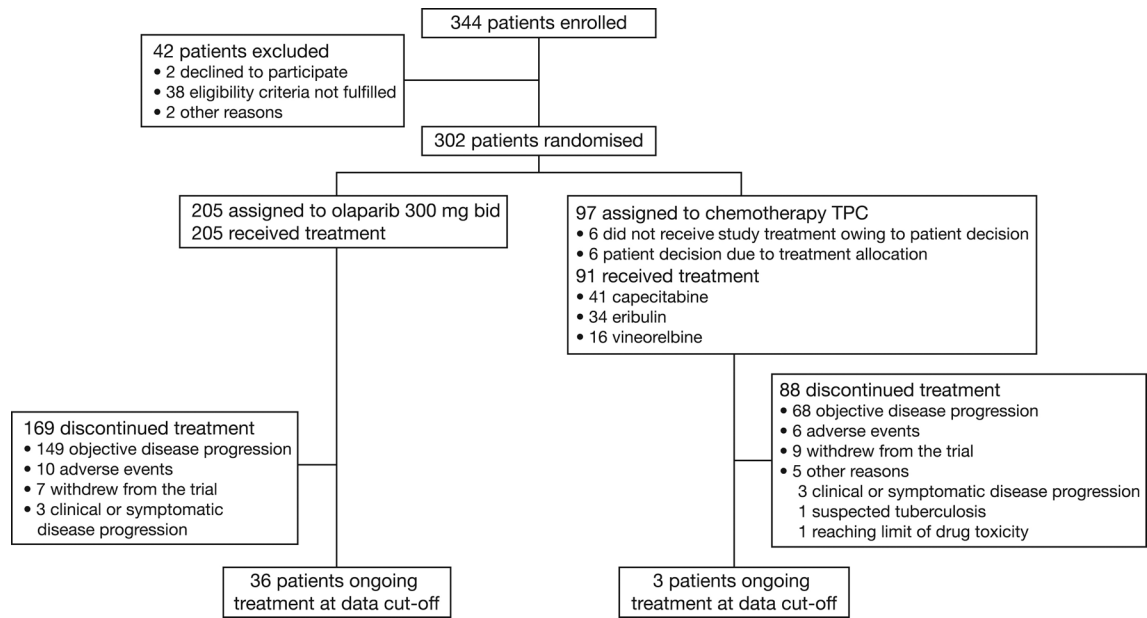 344 patients enrolled
42 patients excluded
• 2 declined to participate
• 38 eligibility criteria not fulfilled
• 2 other reasons
302 patients randomised
205 assigned to olaparib 300 mg bid
205 received treatment
97 assigned to chemotherapy TPC
• 6 did not receive study treatment owing to patient decision
• 6 patient decision due to treatment allocation
91 received treatment
• 41 capecitabine
• 34 eribulin
• 16 vineorelbine
169 discontinued treatment
• 149 objective disease progression
• 10 adverse events
• 7 withdrew from the trial
• 3 clinical or symptomatic
disease progression
88 discontinued treatment
• 68 objective disease progression
• 6 adverse events
• 9 withdrew from the trial
• 5 other reasons
3 clinical or symptomatic disease progression
1 suspected tuberculosis
1 reaching limit of drug toxicity
36 patients ongoing
treatment at data cut-off
3 patients ongoing
treatment at data cut-off